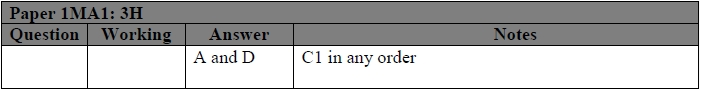 Paper 1MA1: 3H
Question Working Answer Notes
A and D C1 in any order